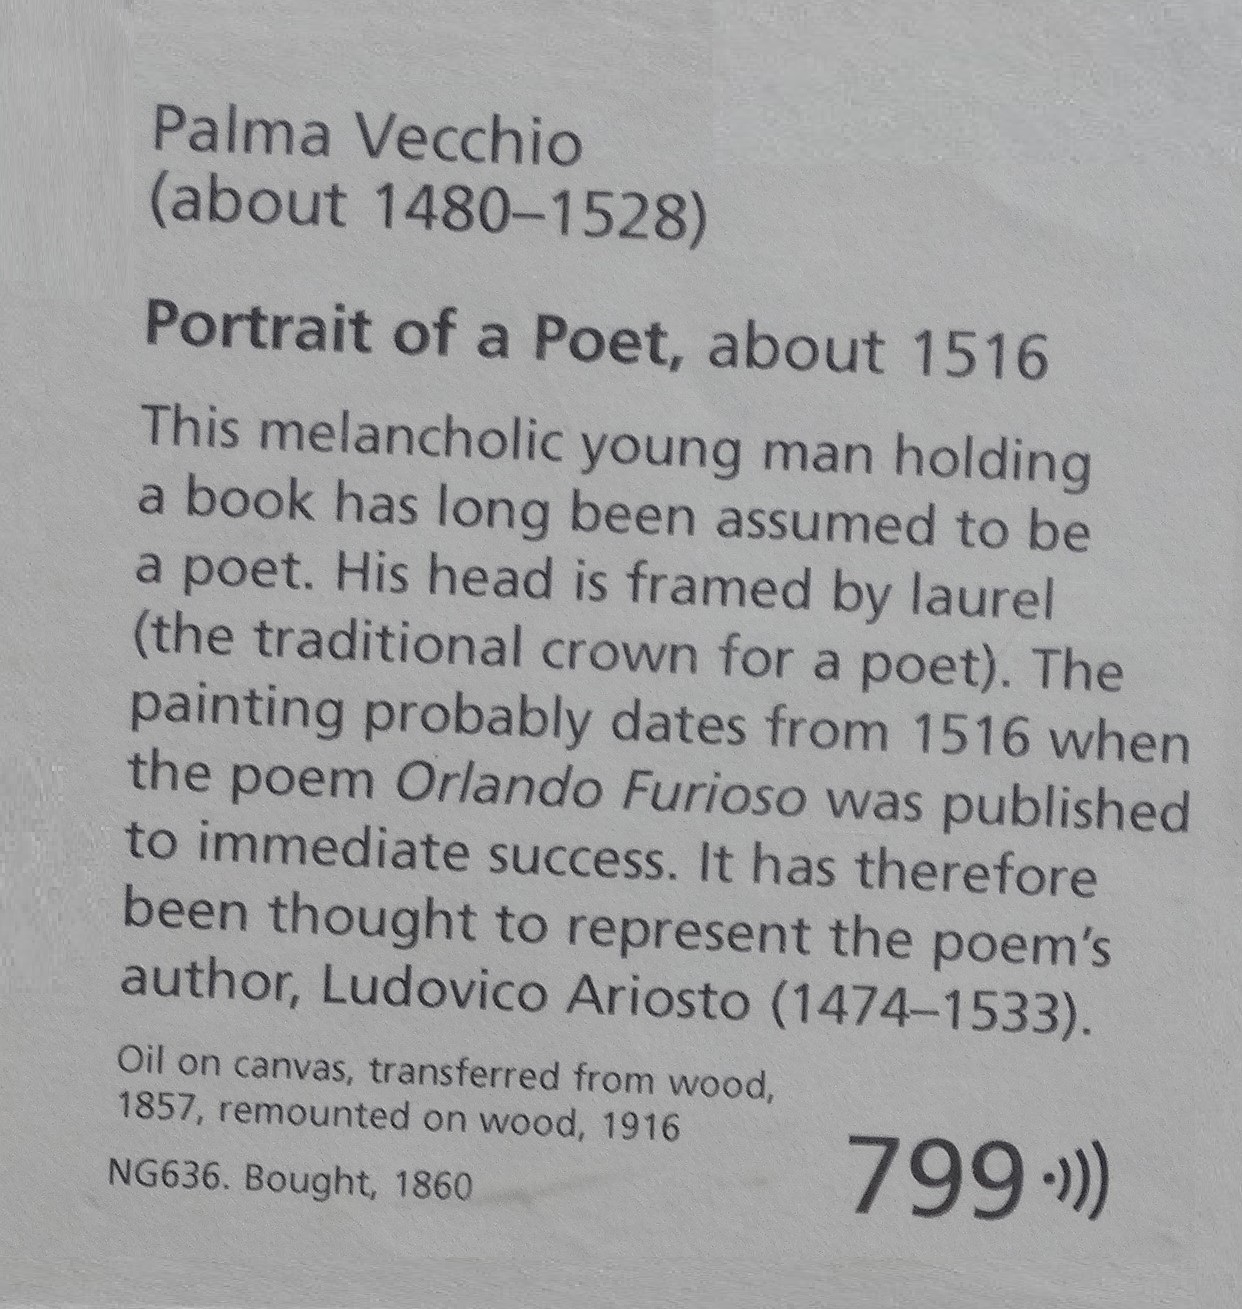 Palma Vecchio
(about 1480–1528)
Portrait of a Poet, about 1516
This melancholic young man holding
a book has long been assumed to be
a poet. His head is framed by laurel
(the traditional crown for a poet). The
painting probably dates from 1516 when
the poem Orlando Furioso was published
to immediate success. It has therefore
been thought to represent the poem’s
author, Ludovico Ariosto (1474–1533).
Oil on canvas, transferred from wood,
1857, remounted on wood, 1916
NG636. Bought, 1860
799